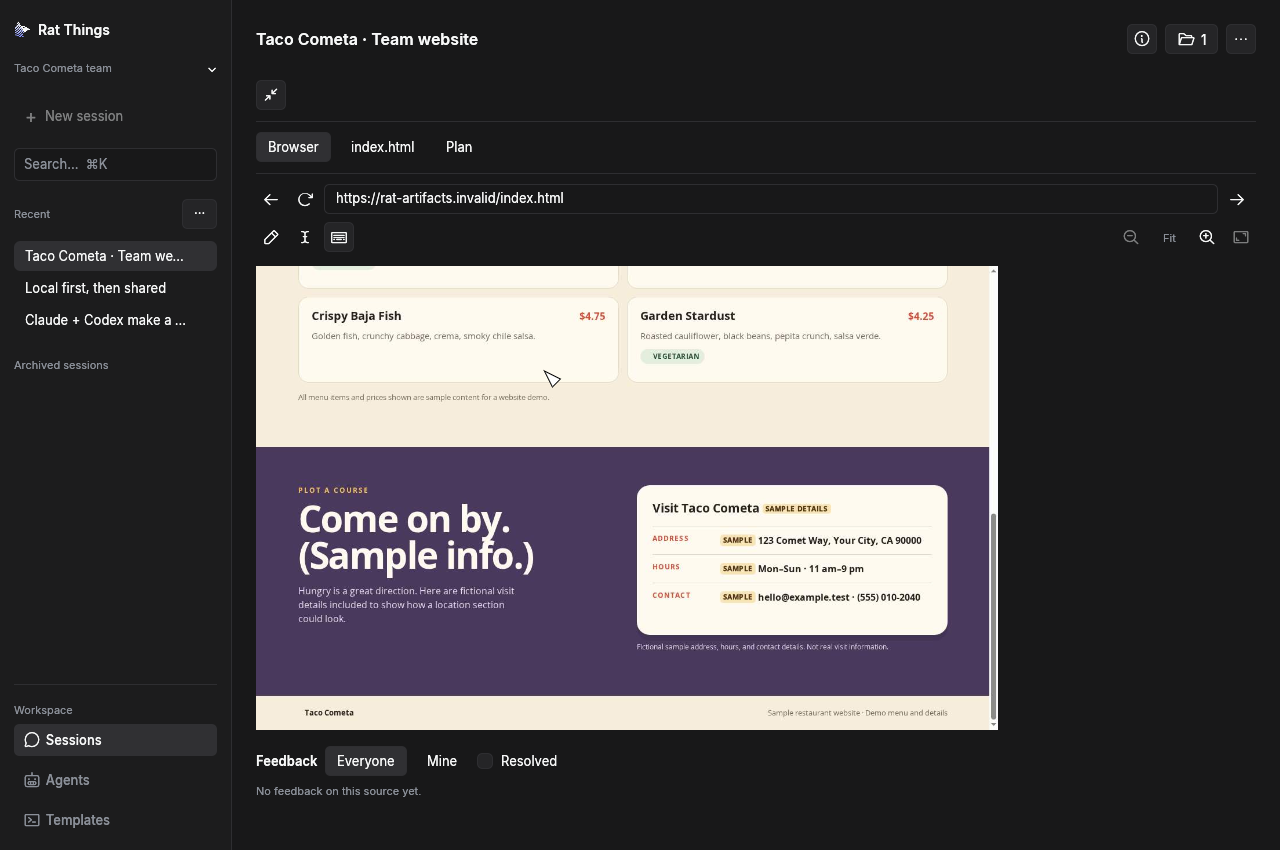 Rat Things
Taco Cometa team
+ New session
Search... ⌘K
Recent
...
Taco Cometa · Team we...
Local first, then shared
Claude + Codex make a ...
Archived sessions
Workspace
Sessions
Agents
Templates
Taco Cometa · Team website
1
...
Browser
index.html
Plan
https://rat-artifacts.invalid/index.html
Fit
Crispy Baja Fish
$4.75
Golden fish, crunchy cabbage, crema, smoky chile salsa.
Garden Stardust
$4.25
Roasted cauliflower, black beans, pepita crunch, salsa verde.
VEGETARIAN
All menu items and prices shown are sample content for a website demo.
PLOT A COURSE
Come on by.
(Sample info.)
Hungry is a great direction. Here are fictional visit
details included to show how a location section
could look.
Visit Taco Cometa SAMPLE DETAILS
ADDRESS SAMPLE 123 Comet Way, Your City, CA 90000
HOURS SAMPLE Mon–Sun · 11 am–9 pm
CONTACT SAMPLE hello@example.test · (555) 010-2040
Fictional sample address, hours, and contact details. Not real visit information.
Taco Cometa
Sample restaurant website · Demo menu and details
Feedback
Everyone
Mine
Resolved
No feedback on this source yet.